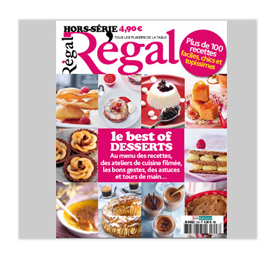 HORS-SÉRIE 4,90€
TOUS LES PLAISIRS DE LA TABLE
Régal
Régal
Plus de 100
recettes
faciles, chics et
topissimes
le best of
DESSERTS
Au menu des recettes,
des ateliers de cuisine filmée,
les bons gestes, des astuces
et tours de main...